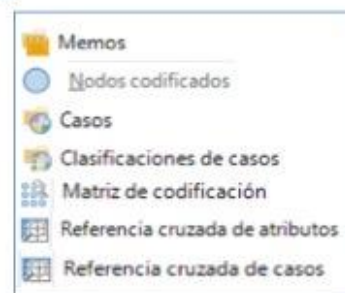 Memos
Nodos codificados
Casos
Clasificaciones de casos
Matriz de codificación
Referencia cruzada de atributos
Referencia cruzada de casos